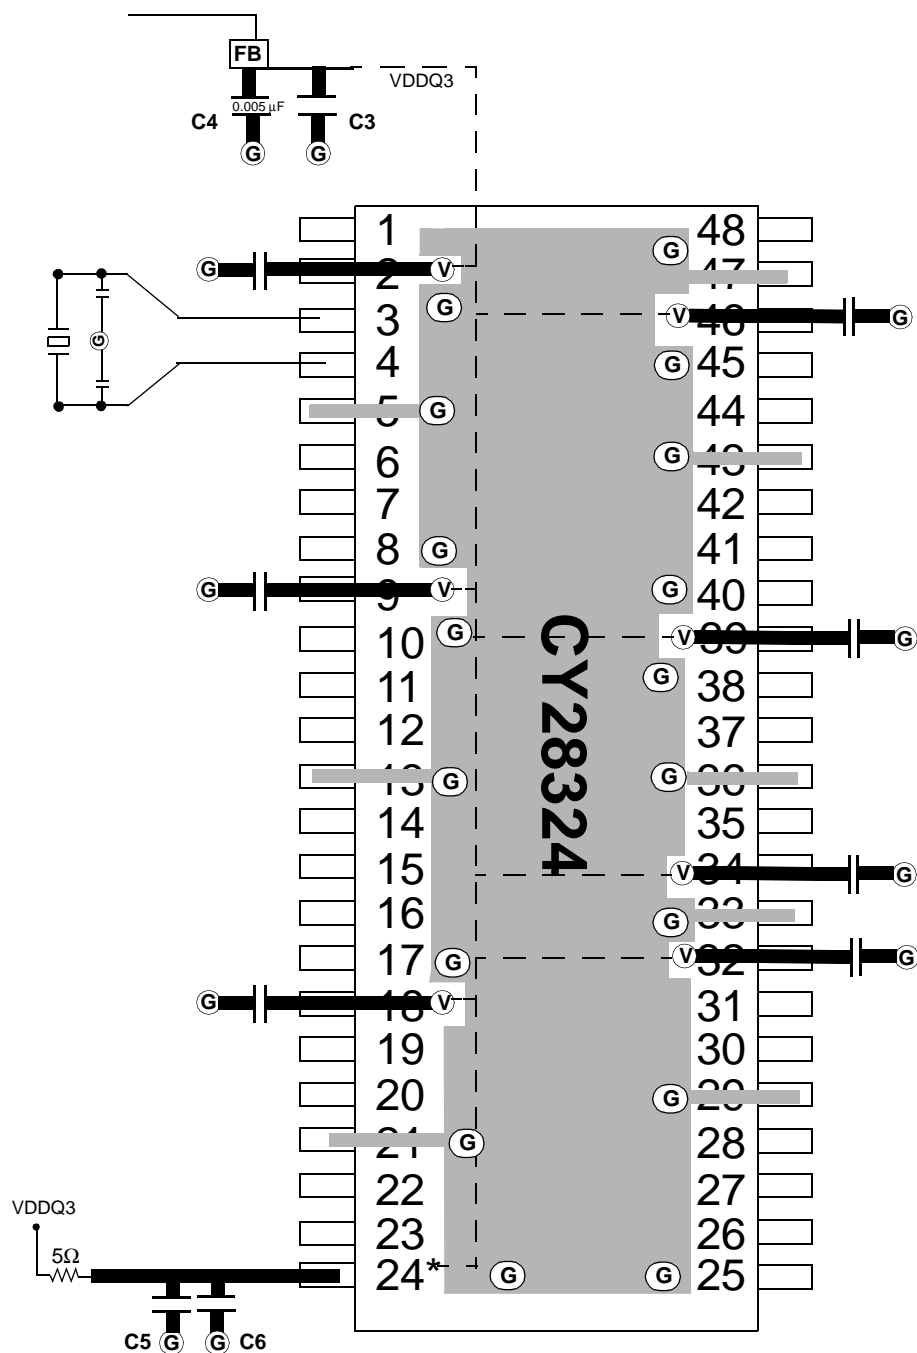 FB
VDDQ3
0.005 µF
C4
C3
G
G
1
48
G
G
V
2
47
G
3
V
46
G
G
4
G
45
5
G
44
6
G
43
7
42
8
G
41
G
9
V
G
40
10
G
V
39
G
11
G
38
12
37
13
G
G
36
14
35
15
V
34
G
16
G
33
17
G
V
32
G
G
18
V
31
19
30
20
G
29
21
G
28
22
27
VDDQ3
23
26
5Ω
24*
G
G
25
C5
G
G
C6
CY28324